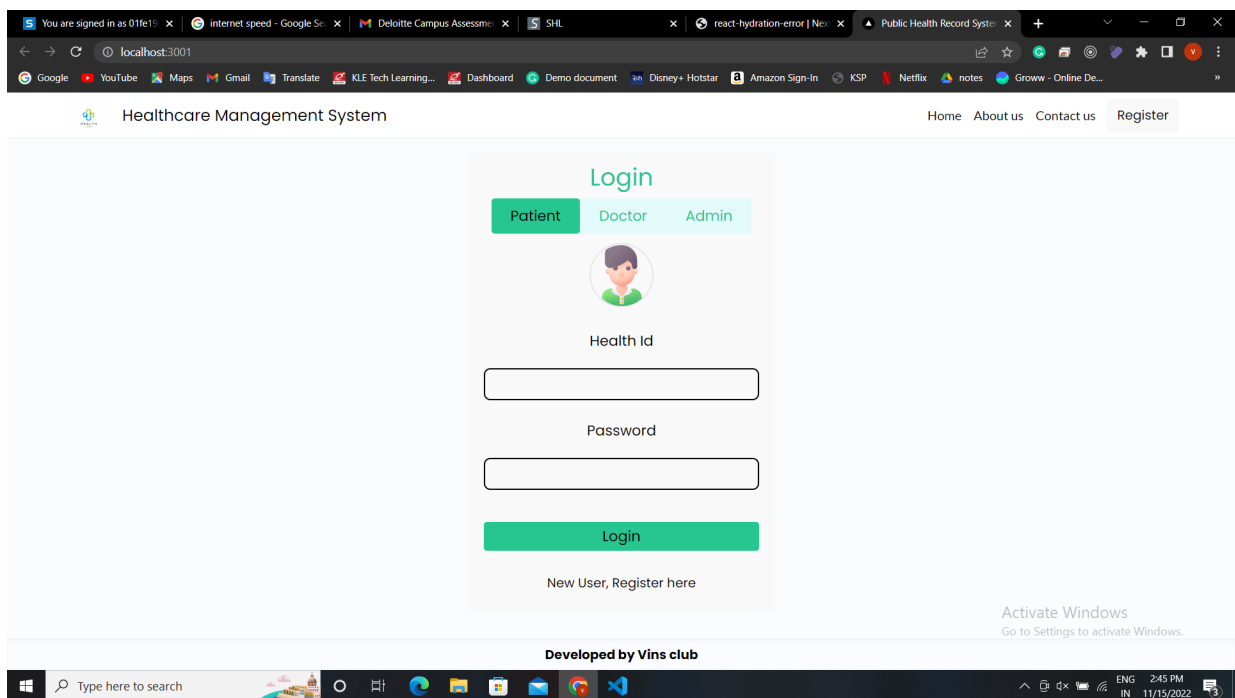 You are signed in as 01fe19 internet speed - Google Se Deloitte Campus Assessme SHL react-hydration-error | Nex Public Health Record Syste
localhost:3001
Google YouTube Maps Gmail Translate KLE Tech Learning... Dashboard Demo document Disney+ Hotstar Amazon Sign-In KSP Netflix notes Groww - Online De... »
HEALTH Healthcare Management System Home About us Contact us Register
Login
Patient Doctor Admin
Health Id
Password
Login
New User, Register here
Activate Windows
Go to Settings to activate Windows.
Developed by Vins club
Type here to search ENG 2:45 PM
IN 11/15/2022 3